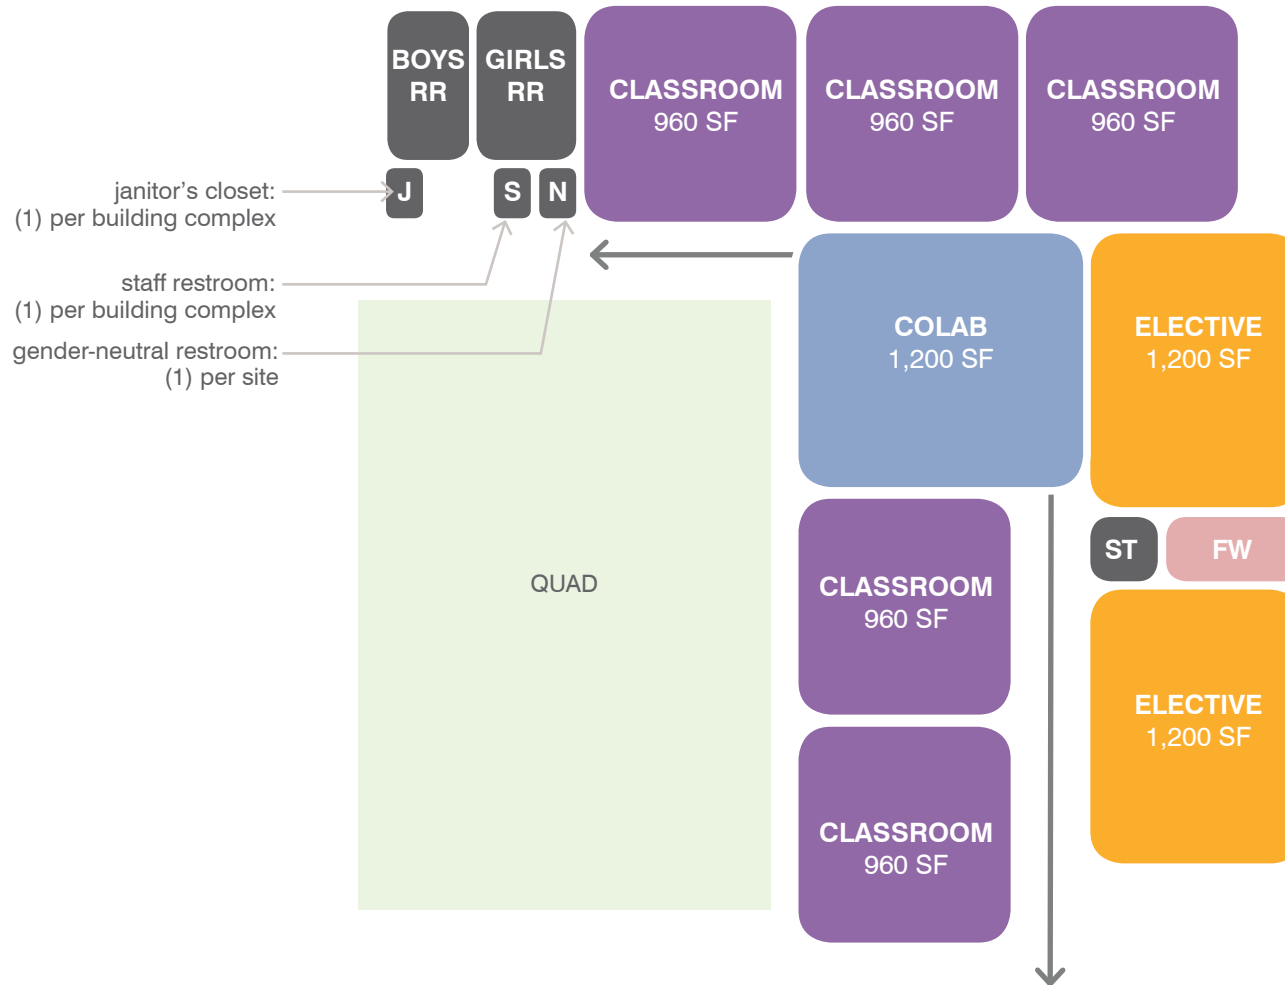 BOYS
RR
GIRLS
RR
CLASSROOM
960 SF
CLASSROOM
960 SF
CLASSROOM
960 SF
J
S
N
janitor’s closet:
(1) per building complex
staff restroom:
(1) per building complex
gender-neutral restroom:
(1) per site
COLAB
1,200 SF
ELECTIVE
1,200 SF
ST
FW
QUAD
CLASSROOM
960 SF
ELECTIVE
1,200 SF
CLASSROOM
960 SF